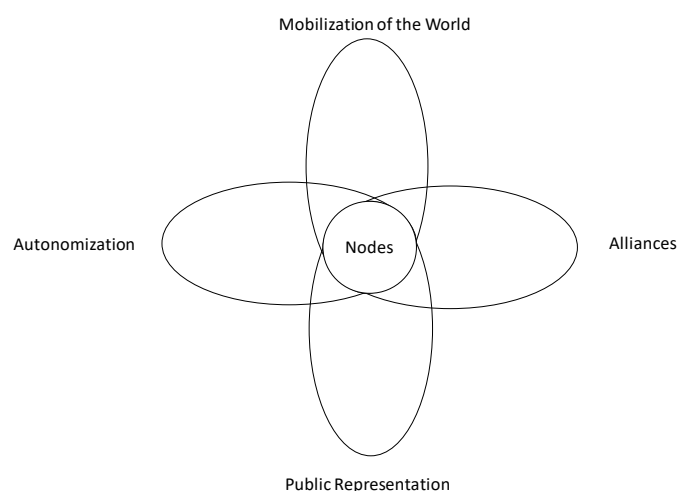 Mobilization of the World
Autonomization
Nodes
Alliances
Public Representation